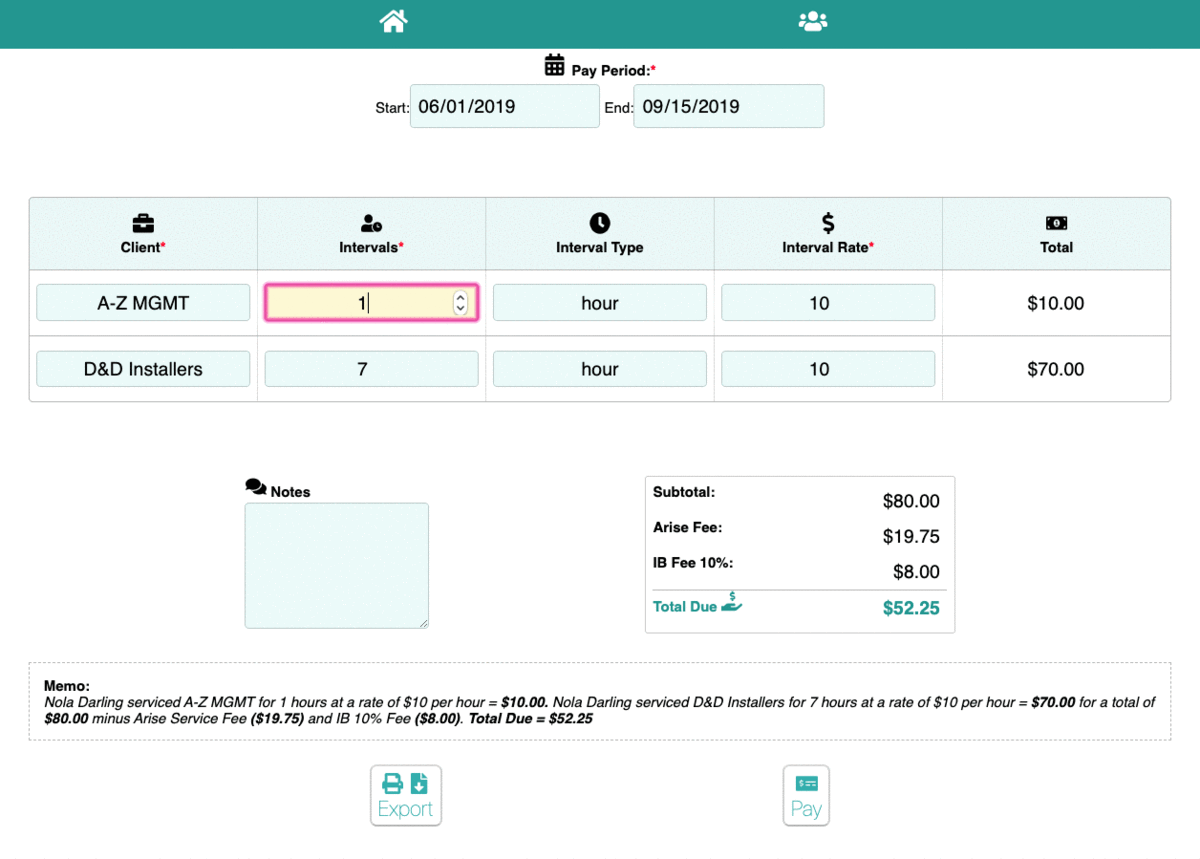 Pay Period:*
Start: 06/01/2019 End: 09/15/2019
Client* Intervals* Interval Type Interval Rate* Total
A-Z MGMT 1 hour 10 $10.00
D&D Installers 7 hour 10 $70.00
Notes
Subtotal: $80.00
Arise Fee: $19.75
IB Fee 10%: $8.00
Total Due $52.25
Memo:
Nola Darling serviced A-Z MGMT for 1 hours at a rate of $10 per hour = $10.00. Nola Darling serviced D&D Installers for 7 hours at a rate of $10 per hour = $70.00 for a total of
$80.00 minus Arise Service Fee ($19.75) and IB 10% Fee ($8.00). Total Due = $52.25
Export Pay